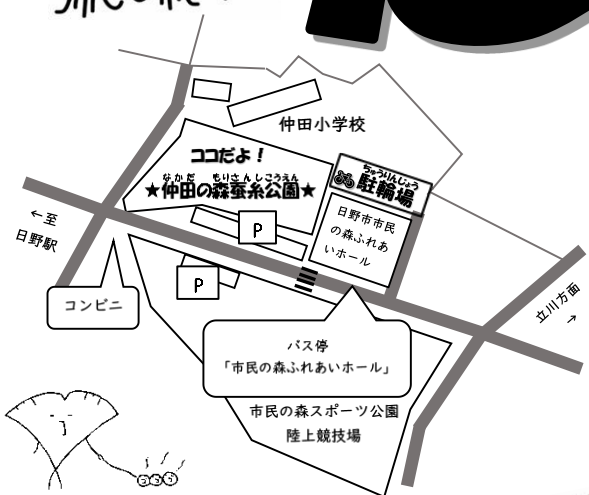 仲田小学校
ココだよ！
なかだ もりさんしこうえん
★仲田の森蚕糸公園★
ちゅうりんじょう
駐輪場
日野市市民
の森ふれあ
いホール
P
P
←至
日野駅
コンビニ
立川方面
→
バス停
「市民の森ふれあいホール」
市民の森スポーツ公園
陸上競技場